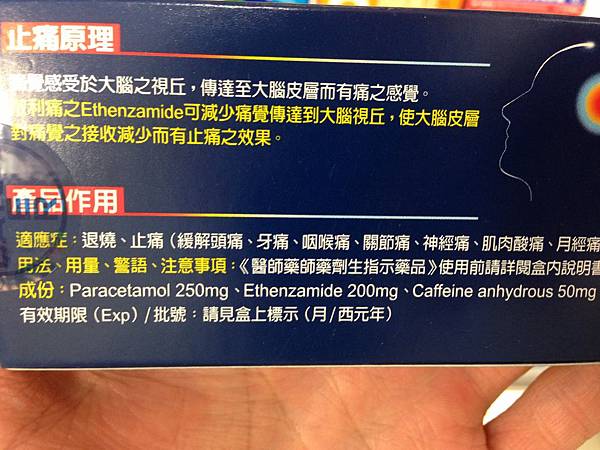 止痛原理
痛覺感受於大腦之視丘，傳達至大腦皮層而有痛之感覺。
利痛之Ethenzamide可減少痛覺傳達到大腦視丘，使大腦皮層
對痛覺之接收減少而有止痛之效果。
產品作用
適應症：退燒、止痛（緩解頭痛、牙痛、咽喉痛、關節痛、神經痛、肌肉酸痛、月經痛
用法、用量、警語、注意事項：《醫師藥師藥劑生指示藥品》使用前請詳閱盒內說明書
成份：Paracetamol 250mg、Ethenzamide 200mg、Caffeine anhydrous 50mg
有效期限（Exp）/批號：請見盒上標示（月/西元年）